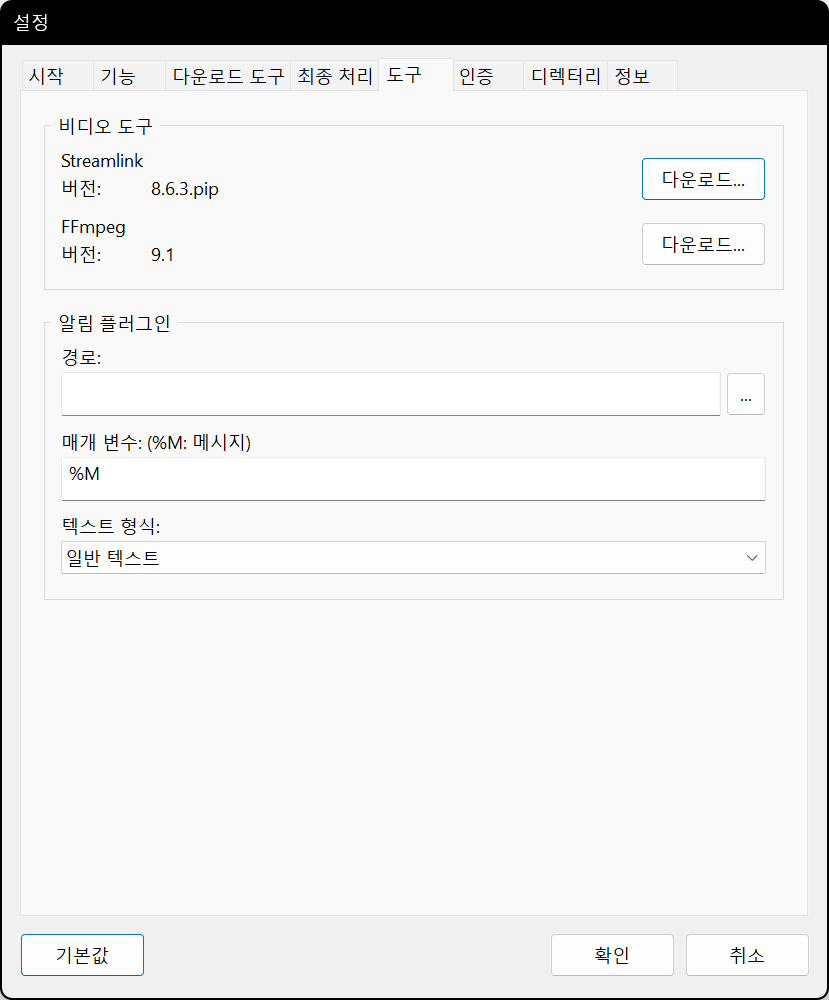 설정
시작 기능 다운로드 도구 최종 처리 도구 인증 디렉터리 정보
비디오 도구
Streamlink
버전: 8.6.3.pip
다운로드...
FFmpeg
버전: 9.1
다운로드...
알림 플러그인
경로:
...
매개 변수: (%M: 메시지)
%M
텍스트 형식:
일반 텍스트
기본값 확인 취소